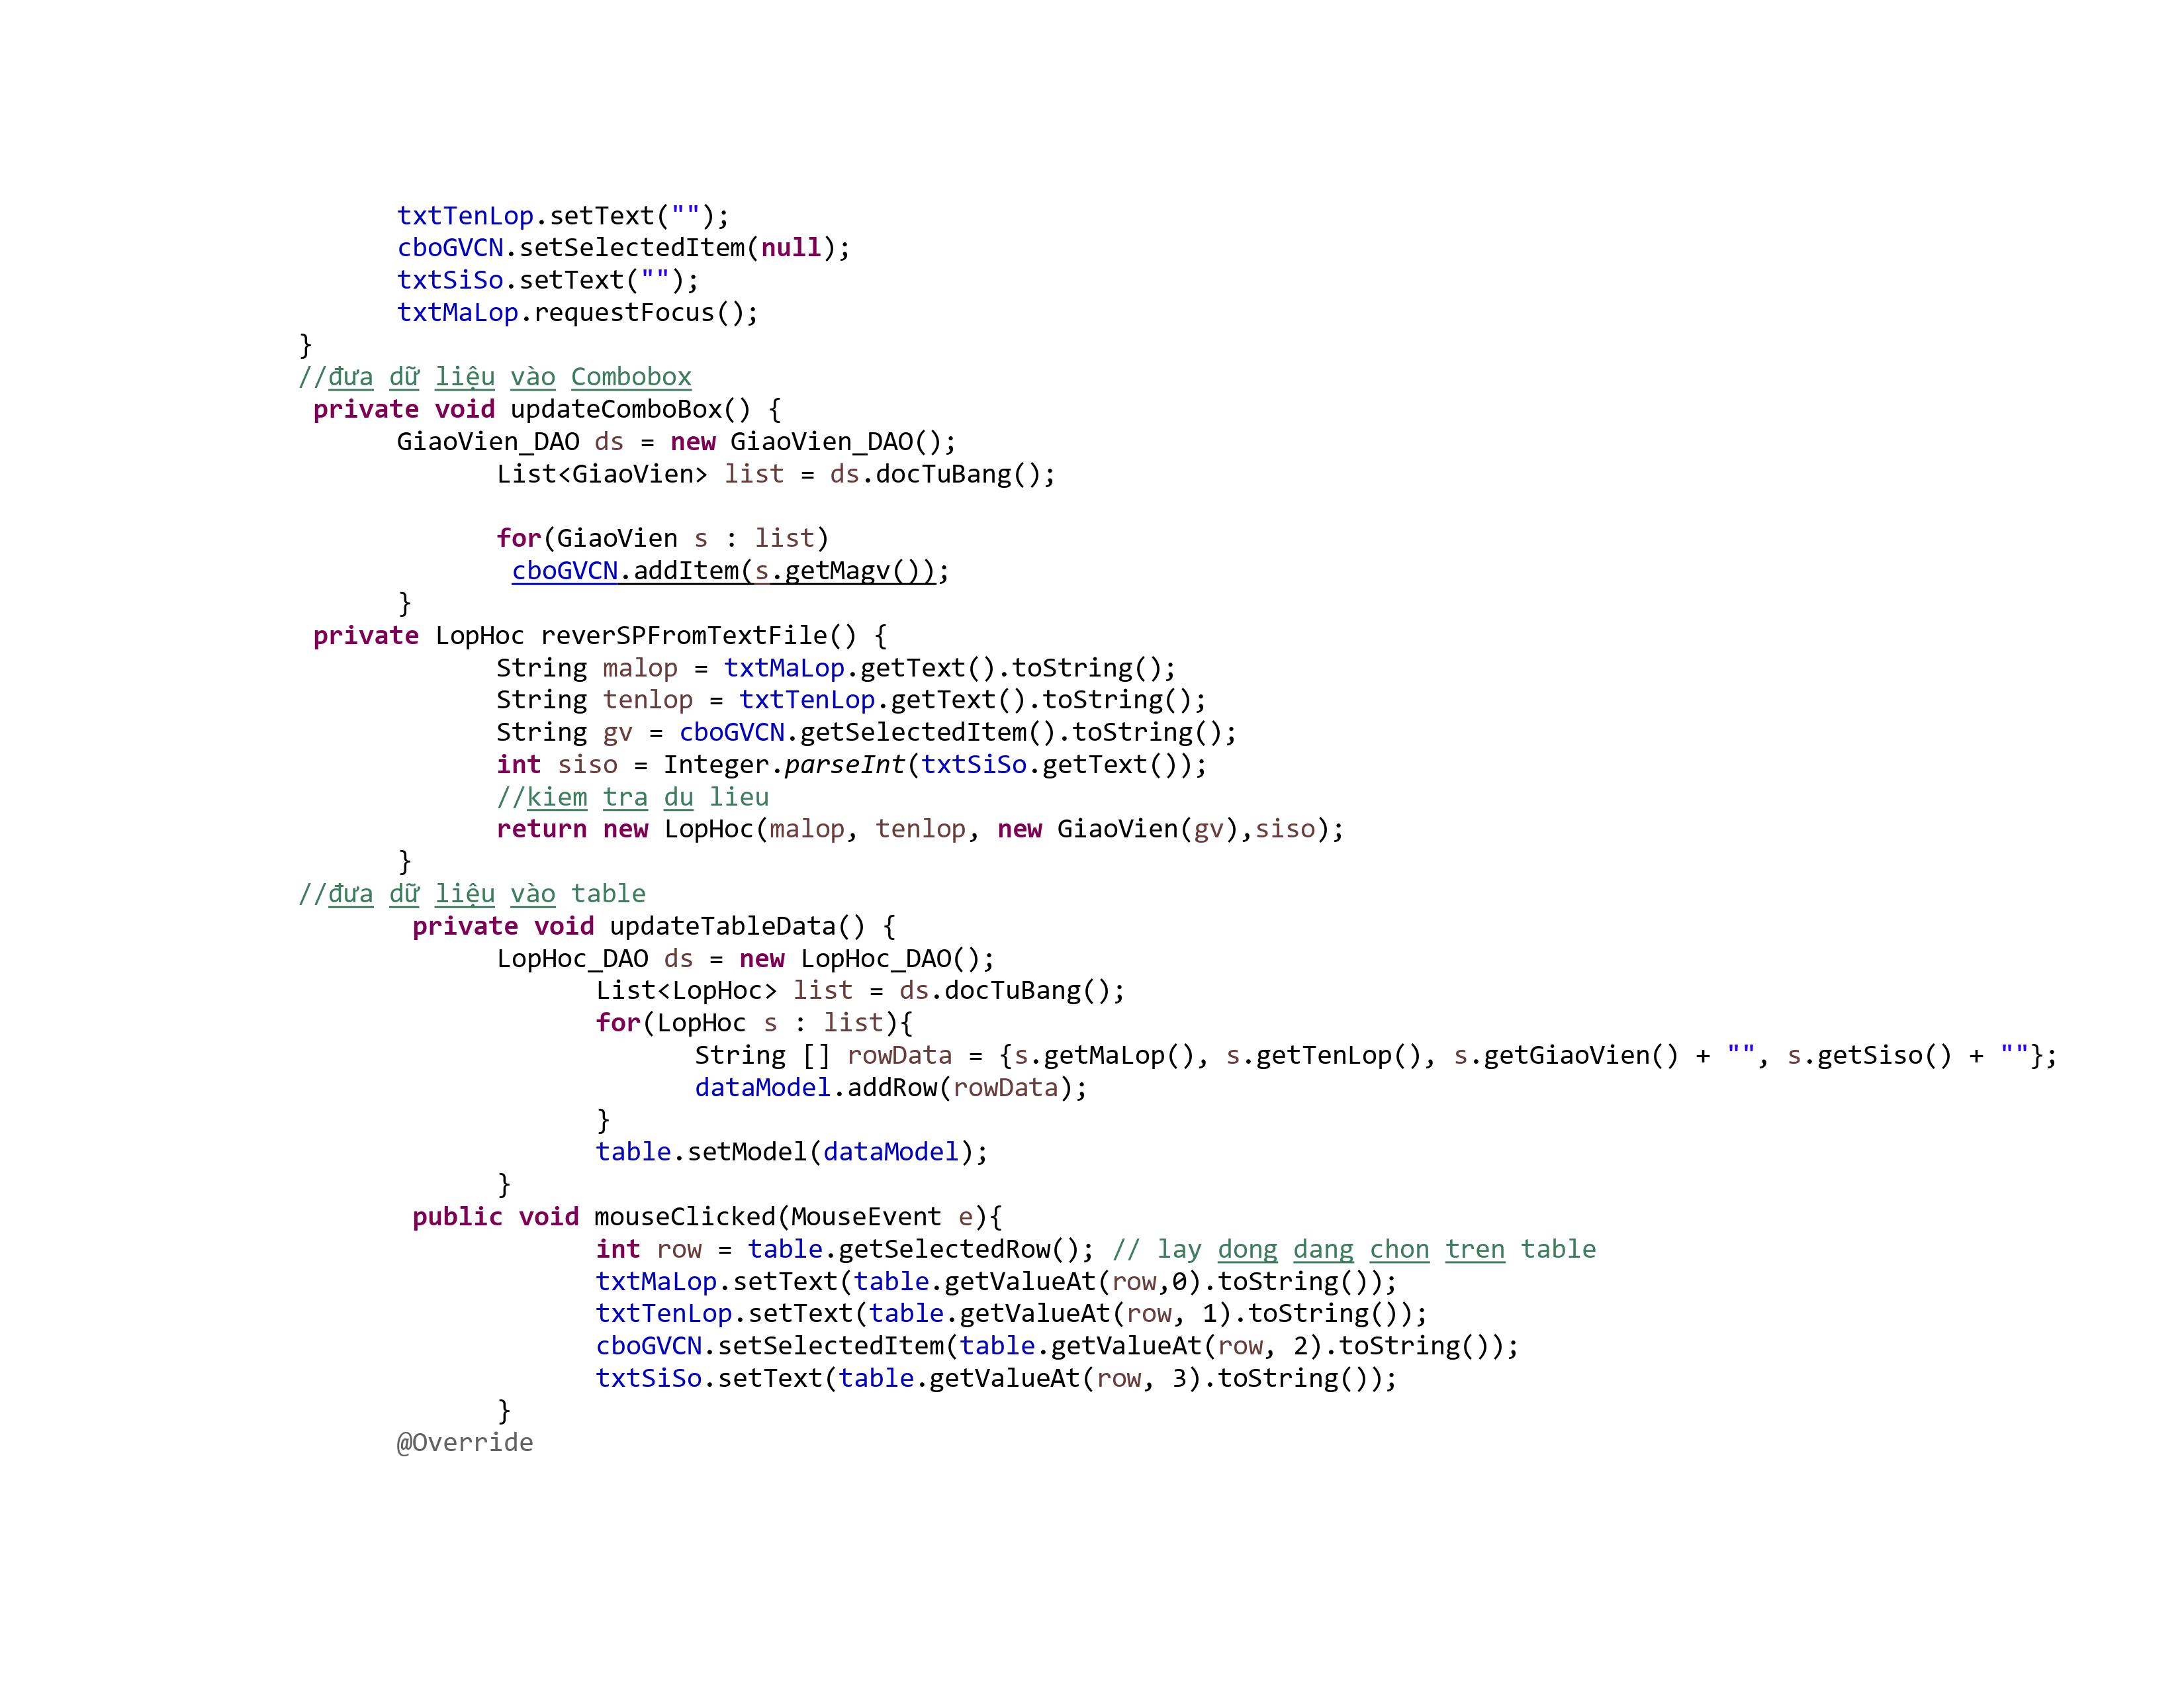 txtTenLop.setText("");
cboGVCN.setSelectedItem(null);
txtSiSo.setText("");
txtMaLop.requestFocus();
}
//đưa dữ liệu vào Combobox
private void updateComboBox() {
GiaoVien_DAO ds = new GiaoVien_DAO();
List<GiaoVien> list = ds.docTuBang();
for(GiaoVien s : list)
cboGVCN.addItem(s.getMagv());
}
private LopHoc reverSPFromTextFile() {
String malop = txtMaLop.getText().toString();
String tenlop = txtTenLop.getText().toString();
String gv = cboGVCN.getSelectedItem().toString();
int siso = Integer.parseInt(txtSiSo.getText());
//kiem tra du lieu
return new LopHoc(malop, tenlop, new GiaoVien(gv),siso);
}
//đưa dữ liệu vào table
private void updateTableData() {
LopHoc_DAO ds = new LopHoc_DAO();
List<LopHoc> list = ds.docTuBang();
for(LopHoc s : list){
String [] rowData = {s.getMaLop(), s.getTenLop(), s.getGiaoVien() + "", s.getSiso() + ""};
dataModel.addRow(rowData);
}
table.setModel(dataModel);
}
public void mouseClicked(MouseEvent e){
int row = table.getSelectedRow(); // lay dong dang chon tren table
txtMaLop.setText(table.getValueAt(row,0).toString());
txtTenLop.setText(table.getValueAt(row, 1).toString());
cboGVCN.setSelectedItem(table.getValueAt(row, 2).toString());
txtSiSo.setText(table.getValueAt(row, 3).toString());
}
@Override